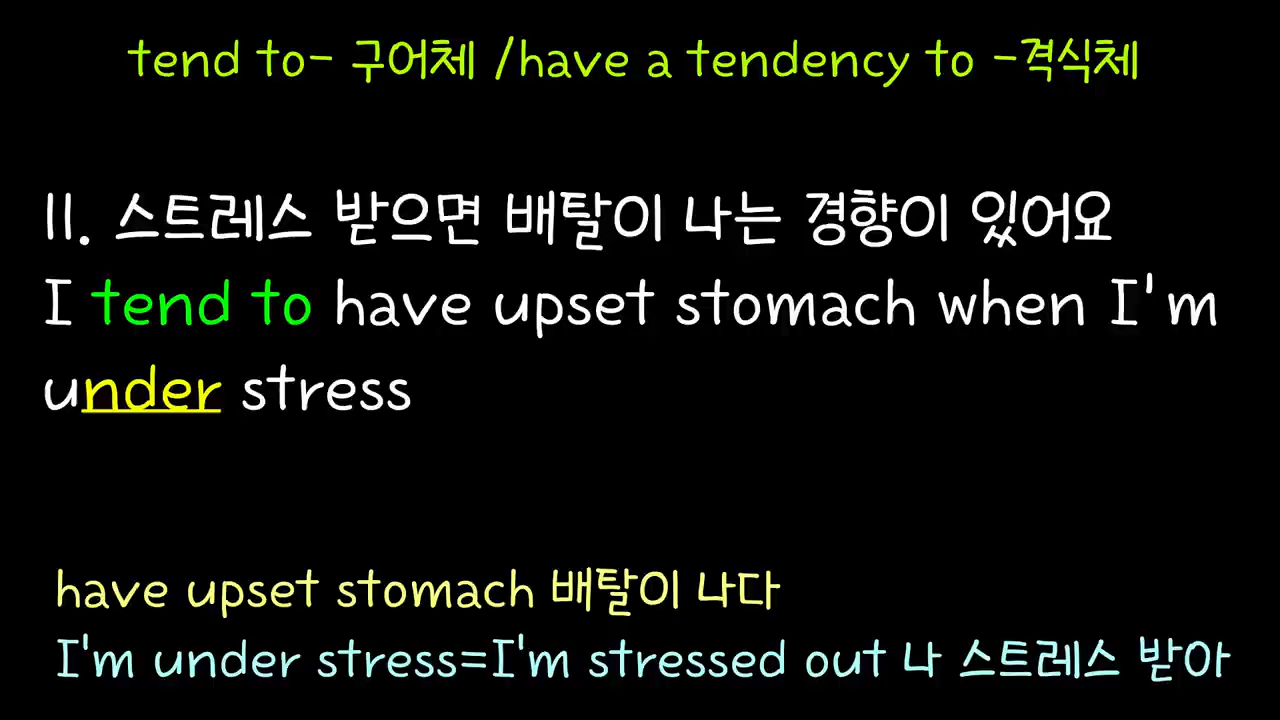 tend to- 구어체 /have a tendency to -격식체
11. 스트레스 받으면 배탈이 나는 경향이 있어요
I tend to have upset stomach when I'm
under stress
have upset stomach 배탈이 나다
I'm under stress=I'm stressed out 나 스트레스 받아